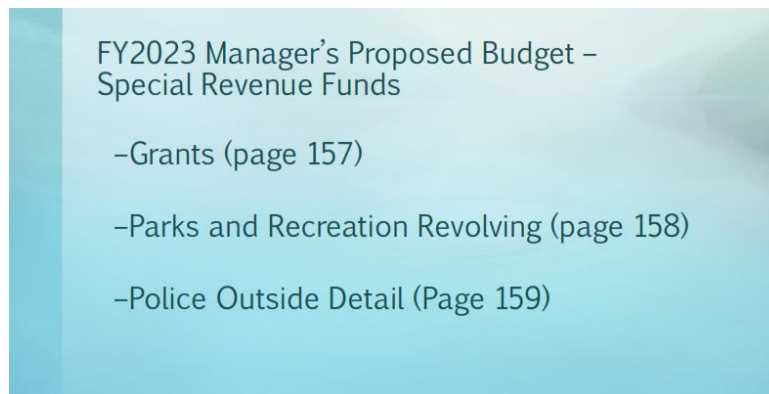 FY2023 Manager’s Proposed Budget –
Special Revenue Funds
–Grants (page 157)
–Parks and Recreation Revolving (page 158)
–Police Outside Detail (Page 159)